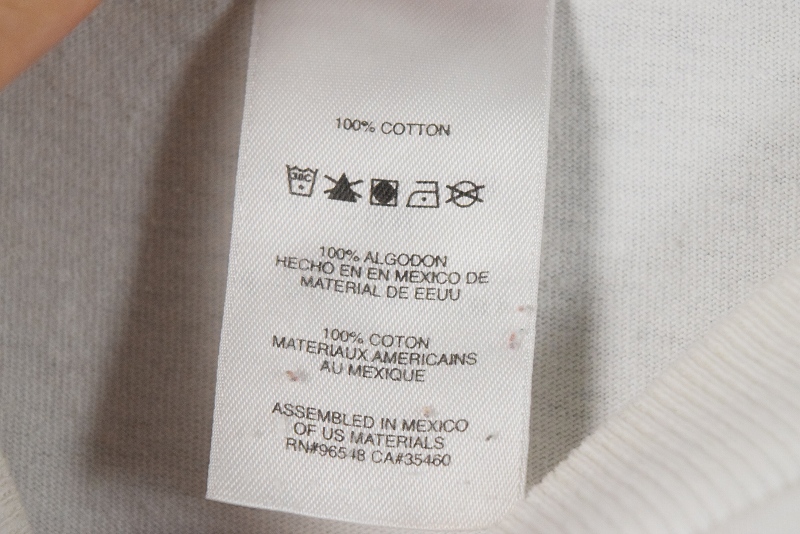 100% COTTON
30C
100% ALGODON
HECHO EN EN MEXICO DE
MATERIAL DE EEUU
100% COTON
MATERIAUX AMERICAINS
AU MEXIQUE
ASSEMBLED IN MEXICO
OF US MATERIALS
RN#96548 CA#35460